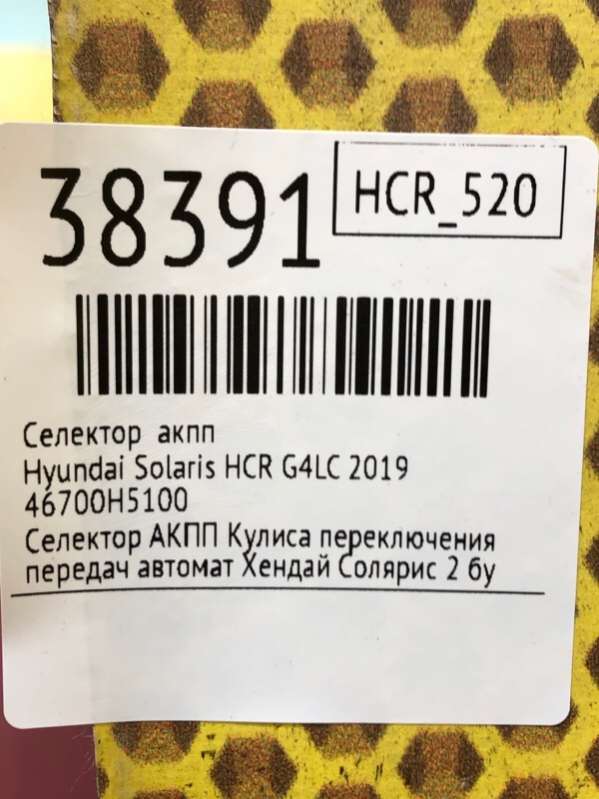 38391
HCR_520
Селектор акпп
Hyundai Solaris HCR G4LC 2019
46700H5100
Селектор АКПП Кулиса переключения
передач автомат Хендай Солярис 2 бу